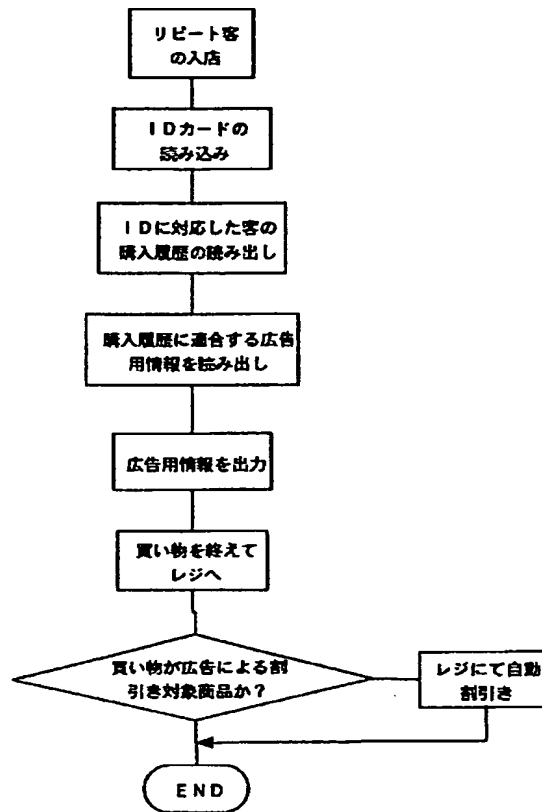 リピート客
の入店
ＩＤカードの
読み込み
ＩＤに対応した客の
購入履歴の読み出し
購入履歴に適合する広告
用情報を読み出し
広告用情報を出力
買い物を終えて
レジへ
買い物が広告による割
引き対象商品か？
レジにて自動
割引き
ＥＮＤ